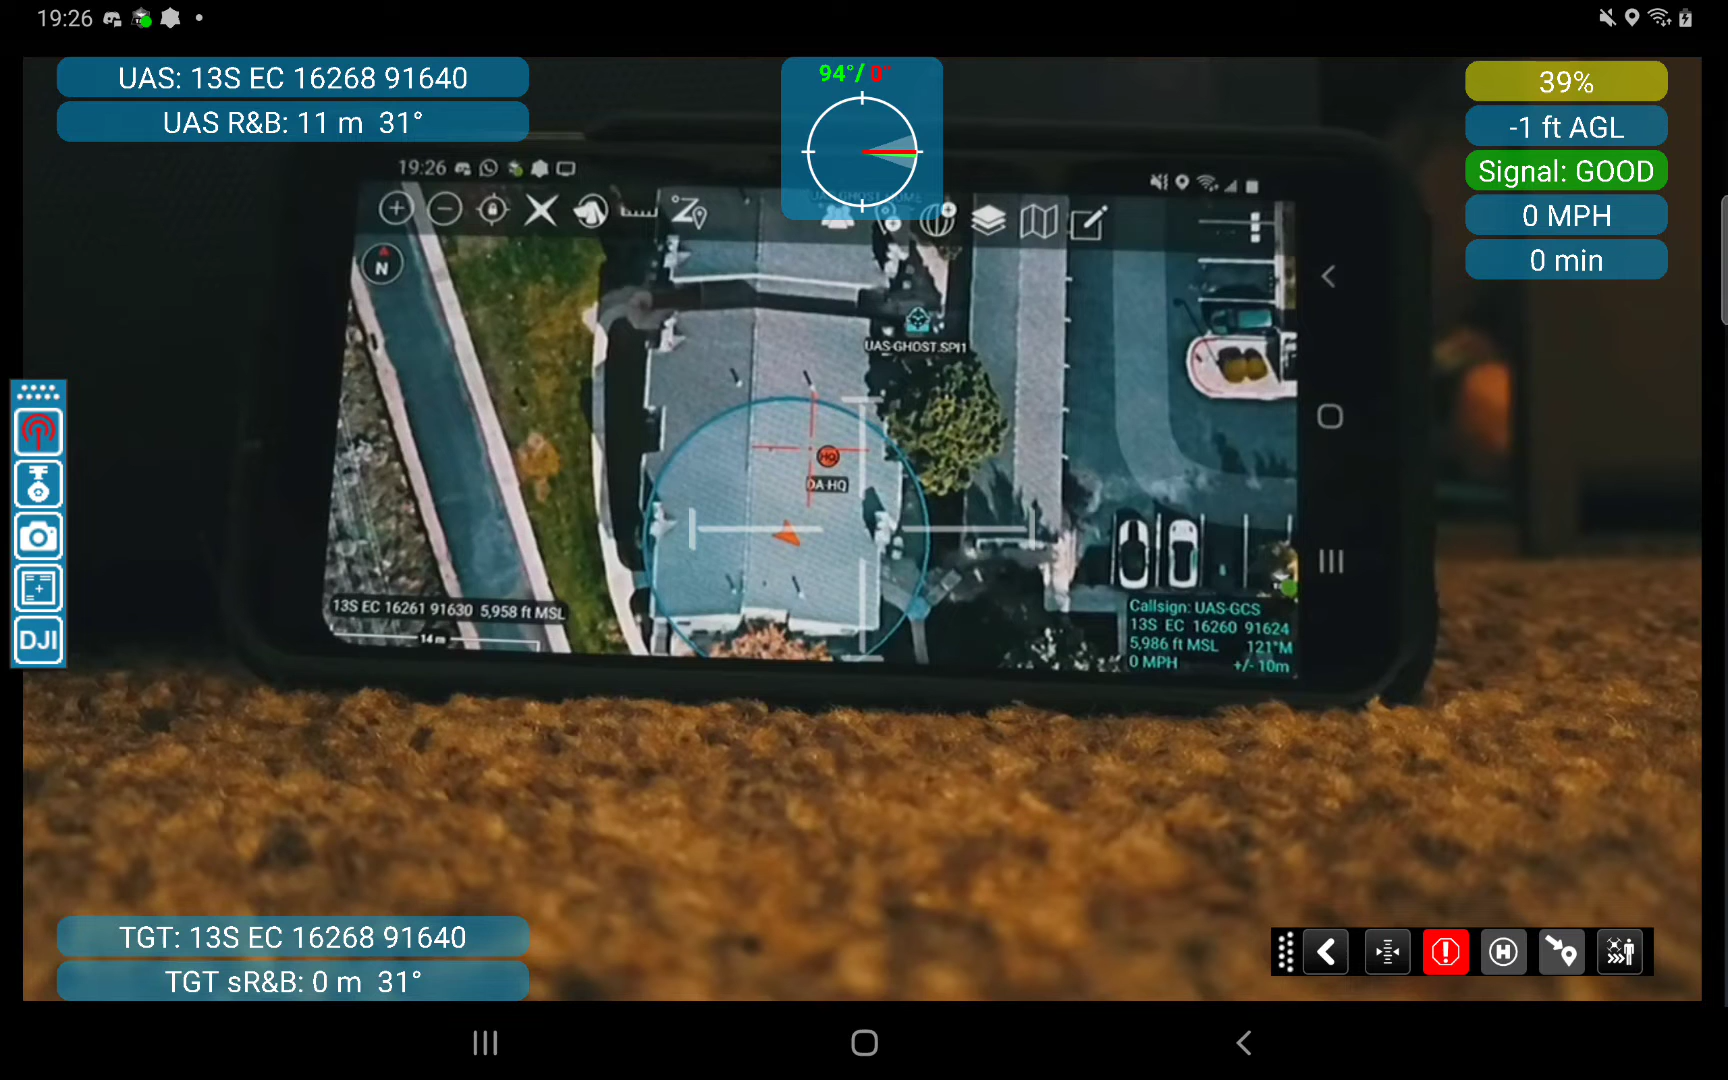 19:26
UAS: 13S EC 16268 91640
UAS R&B: 11 m 31°
94°/ 0°
39%
-1 ft AGL
Signal: GOOD
0 MPH
0 min
19:26
N
UAS-GHOST.SPI1
HQ
OA-HQ
13S EC 16261 91630 5,958 ft MSL
14 m
Callsign: UAS-GCS
13S EC 16260 91624
5,986 ft MSL 121°M
0 MPH +/- 10m
DJI
TGT: 13S EC 16268 91640
TGT sR&B: 0 m 31°
H